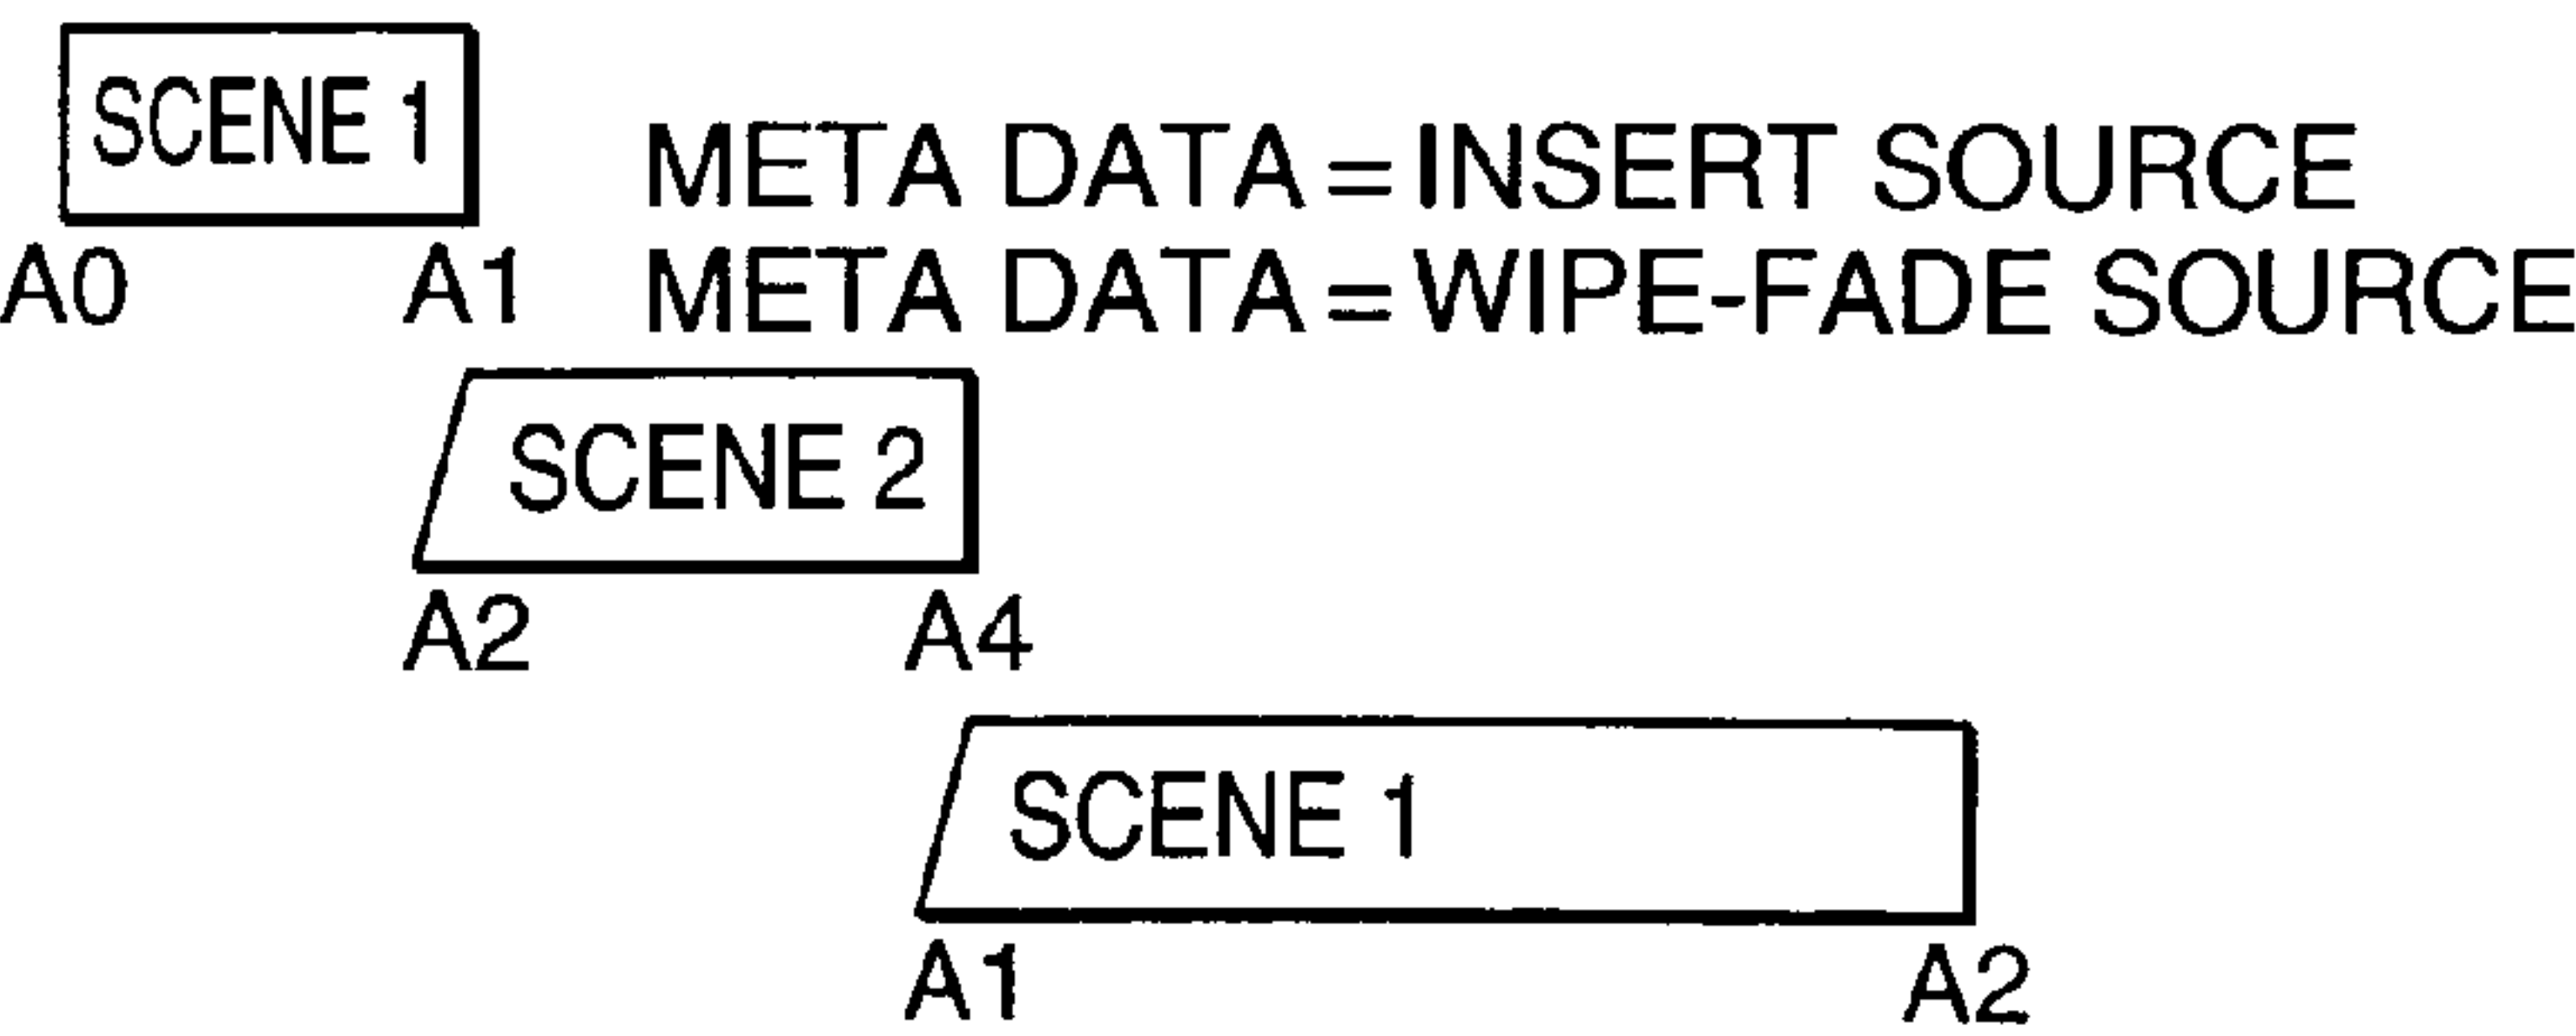 SCENE 1
META DATA=INSERT SOURCE
A0 A1 META DATA=WIPE-FADE SOURCE
SCENE 2
A2 A4
SCENE 1
A1 A2